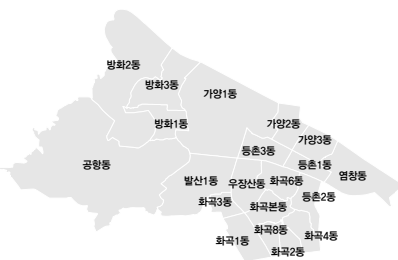 방화2동
방화3동
가양1동
방화1동
가양2동
가양3동
등촌3동
공항동
등촌1동
염창동
발산1동
우장산동
화곡6동
등촌2동
화곡3동
화곡본동
화곡8동
화곡4동
화곡1동
화곡2동